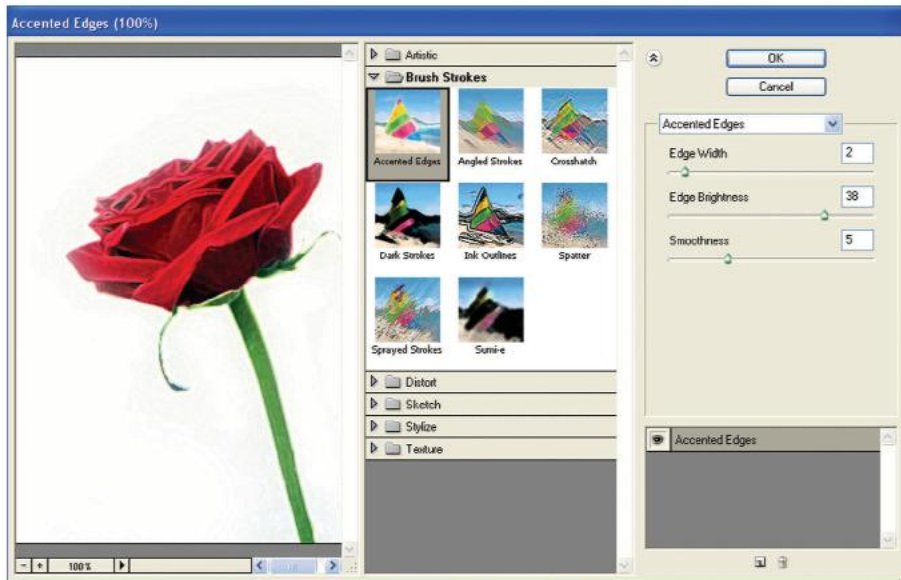 Accented Edges (100%)
Artistic
Brush Strokes
Accented Edges Angled Strokes Crosshatch
Dark Strokes Ink Outlines Spatter
Sprayed Strokes Sumi-e
Distort
Sketch
Stylize
Texture
- + 100%
OK
Cancel
Accented Edges
Edge Width 2
Edge Brightness 38
Smoothness 5
Accented Edges